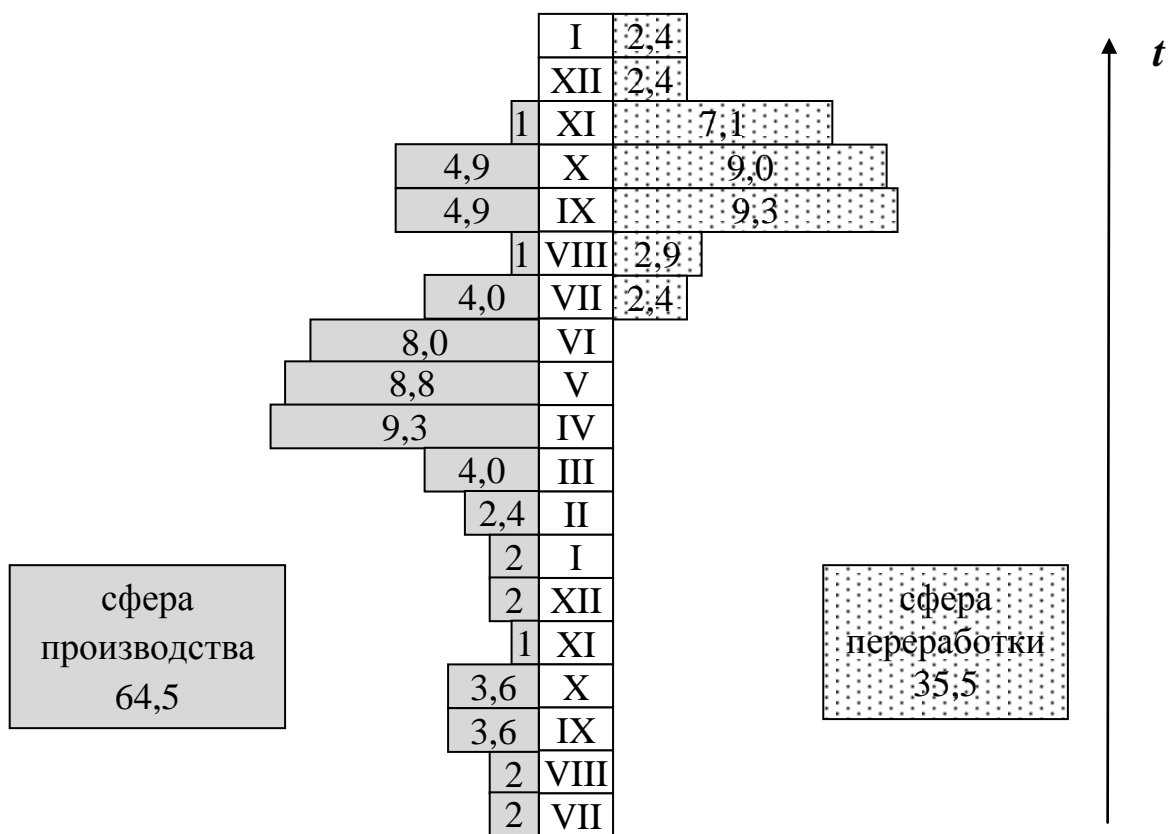 I 2,4
t
XII 2,4
1 XI 7,1
4,9 X 9,0
4,9 IX 9,3
1 VIII 2,9
4,0 VII 2,4
8,0 VI
8,8 V
9,3 IV
4,0 III
2,4 II
2 I
2 XII
1 XI
3,6 X
3,6 IX
2 VIII
2 VII
сфера
производства
64,5
сфера
переработки
35,5